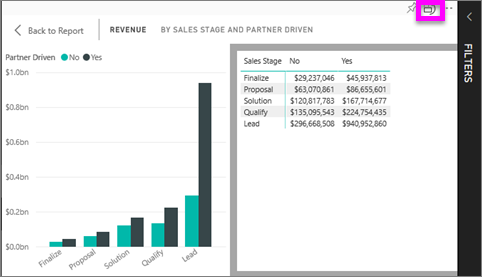 Back to Report
REVENUE BY SALES STAGE AND PARTNER DRIVEN
Partner Driven No Yes
$1.0bn
$0.8bn
$0.6bn
$0.4bn
$0.2bn
$0.0bn
Finalize
Proposal
Solution
Qualify
Lead
Sales Stage No Yes
Finalize $29,237,046 $45,937,813
Proposal $63,070,861 $86,655,601
Solution $120,817,783 $167,714,677
Qualify $135,095,543 $224,754,435
Lead $296,668,508 $940,952,860
FILTERS